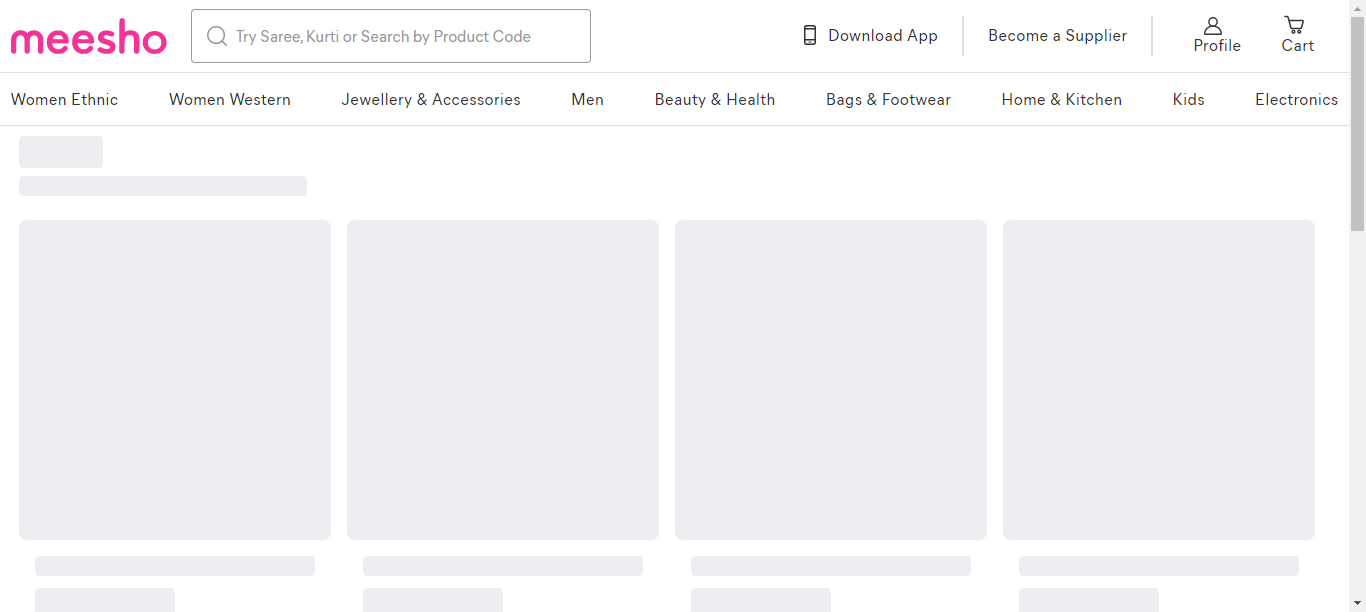 meesho
Try Saree, Kurti or Search by Product Code
Download App
Become a Supplier
Profile
Cart
Women Ethnic
Women Western
Jewellery & Accessories
Men
Beauty & Health
Bags & Footwear
Home & Kitchen
Kids
Electronics